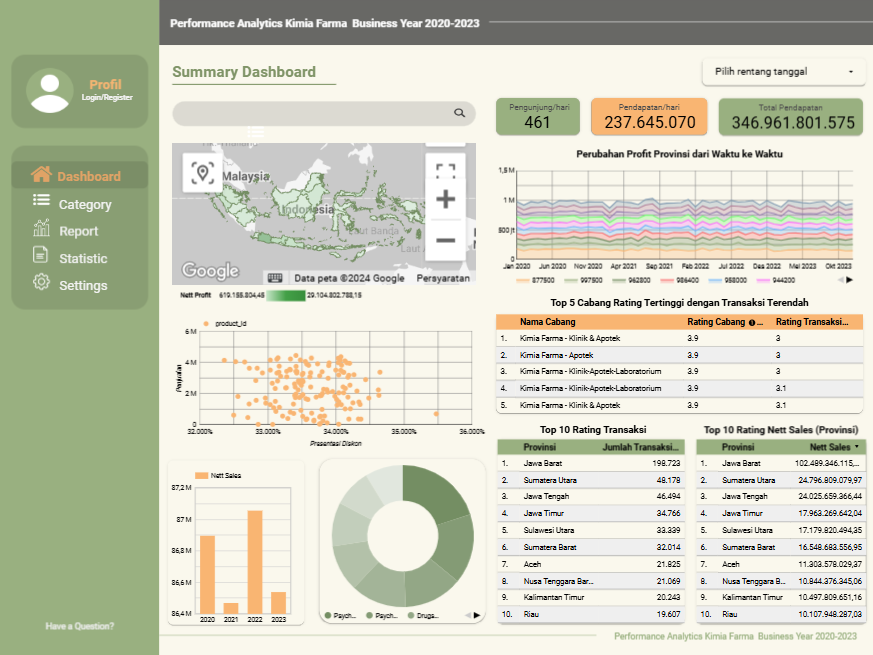 Performance Analytics Kimia Farma Business Year 2020-2023
Profil
Login/Register
Dashboard
Category
Report
Statistic
Settings
Have a Question?
Summary Dashboard
Pilih rentang tanggal
Pengunjung/hari
461
Pendapatan/hari
237.645.070
Total Pendapatan
346.961.801.575
Malaysia
Indonesia
Laut Banda
Laut
Google
Data peta ©2024 Google
Persyaratan
Nett Profit 619.155.804,45 29.104.802.788,15
product_id
6 M
4 M
2 M
0
Penjualan
32.000% 33.000% 34.000% 35.000% 36.000%
Presentasi Diskon
Nett Sales
87,2 M
87 M
86,8 M
86,6 M
86,4 M
2020 2021 2022 2023
Psych... Psych... Drugs...
Perubahan Profit Provinsi dari Waktu ke Waktu
1,5 M
1 M
500 jt
0
Jan 2020 Jun 2020 Nov 2020 Apr 2021 Sep 2021 Feb 2022 Jul 2022 Des 2022 Mei 2023 Okt 2023
877500 997500 962800 986400 958000 944200
Top 5 Cabang Rating Tertinggi dengan Transaksi Terendah
Nama Cabang Rating Cabang ... Rating Transaksi...
1. Kimia Farma - Klinik & Apotek 3.9 3
2. Kimia Farma - Apotek 3.9 3
3. Kimia Farma - Klinik-Apotek-Laboratorium 3.9 3
4. Kimia Farma - Klinik-Apotek-Laboratorium 3.9 3.1
5. Kimia Farma - Klinik & Apotek 3.9 3.1
Top 10 Rating Transaksi
Provinsi Jumlah Transaksi...
1. Jawa Barat 198.723
2. Sumatera Utara 48.178
3. Jawa Tengah 46.494
4. Jawa Timur 34.766
5. Sulawesi Utara 33.339
6. Sumatera Barat 32.014
7. Aceh 21.825
8. Nusa Tenggara Bar... 21.069
9. Kalimantan Timur 20.243
10. Riau 19.607
Top 10 Rating Nett Sales (Provinsi)
Provinsi Nett Sales
1. Jawa Barat 102.489.346.115,...
2. Sumatera Utara 24.796.809.079,97
3. Jawa Tengah 24.025.659.366,44
4. Jawa Timur 17.963.269.642,04
5. Sulawesi Utara 17.179.820.494,35
6. Sumatera Barat 16.548.683.556,95
7. Aceh 11.303.578.029,37
8. Nusa Tenggara B... 10.844.376.345,06
9. Kalimantan Timur 10.497.809.651,16
10. Riau 10.107.948.287,03
Performance Analytics Kimia Farma Business Year 2020-2023